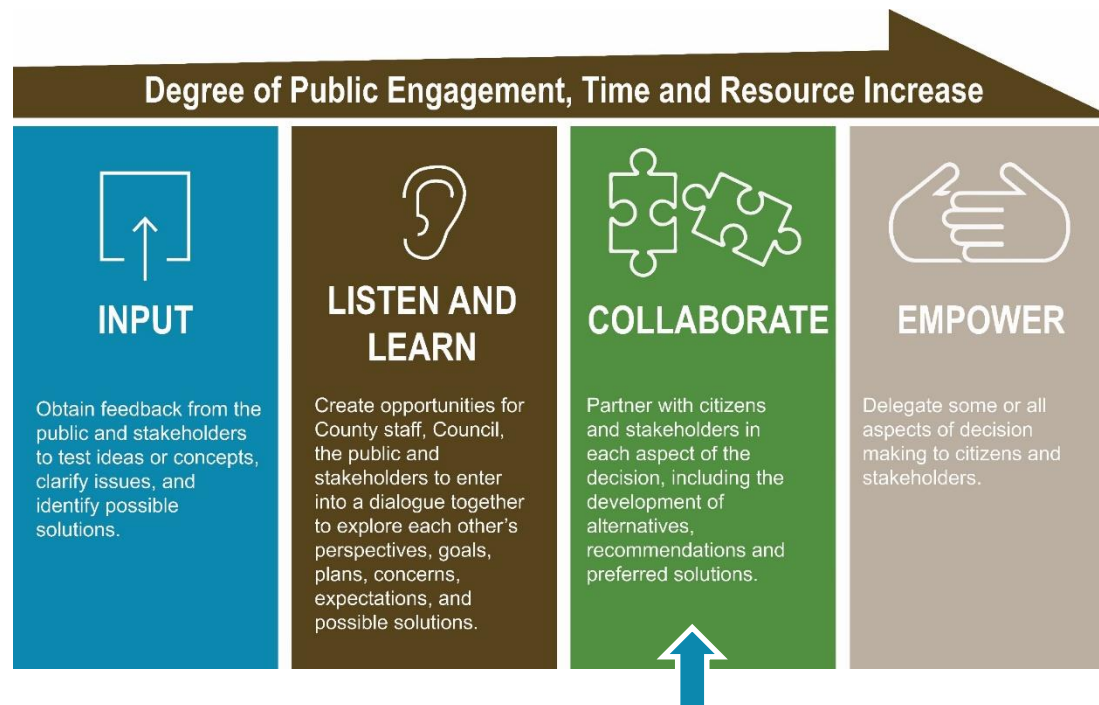 Degree of Public Engagement, Time and Resource Increase
INPUT
Obtain feedback from the
public and stakeholders
to test ideas or concepts,
clarify issues, and
identify possible
solutions.
LISTEN AND
LEARN
Create opportunities for
County staff, Council,
the public and
stakeholders to enter
into a dialogue together
to explore each other’s
perspectives, goals,
plans, concerns,
expectations, and
possible solutions.
COLLABORATE
Partner with citizens
and stakeholders in
each aspect of the
decision, including the
development of
alternatives,
recommendations and
preferred solutions.
EMPOWER
Delegate some or all
aspects of decision
making to citizens and
stakeholders.